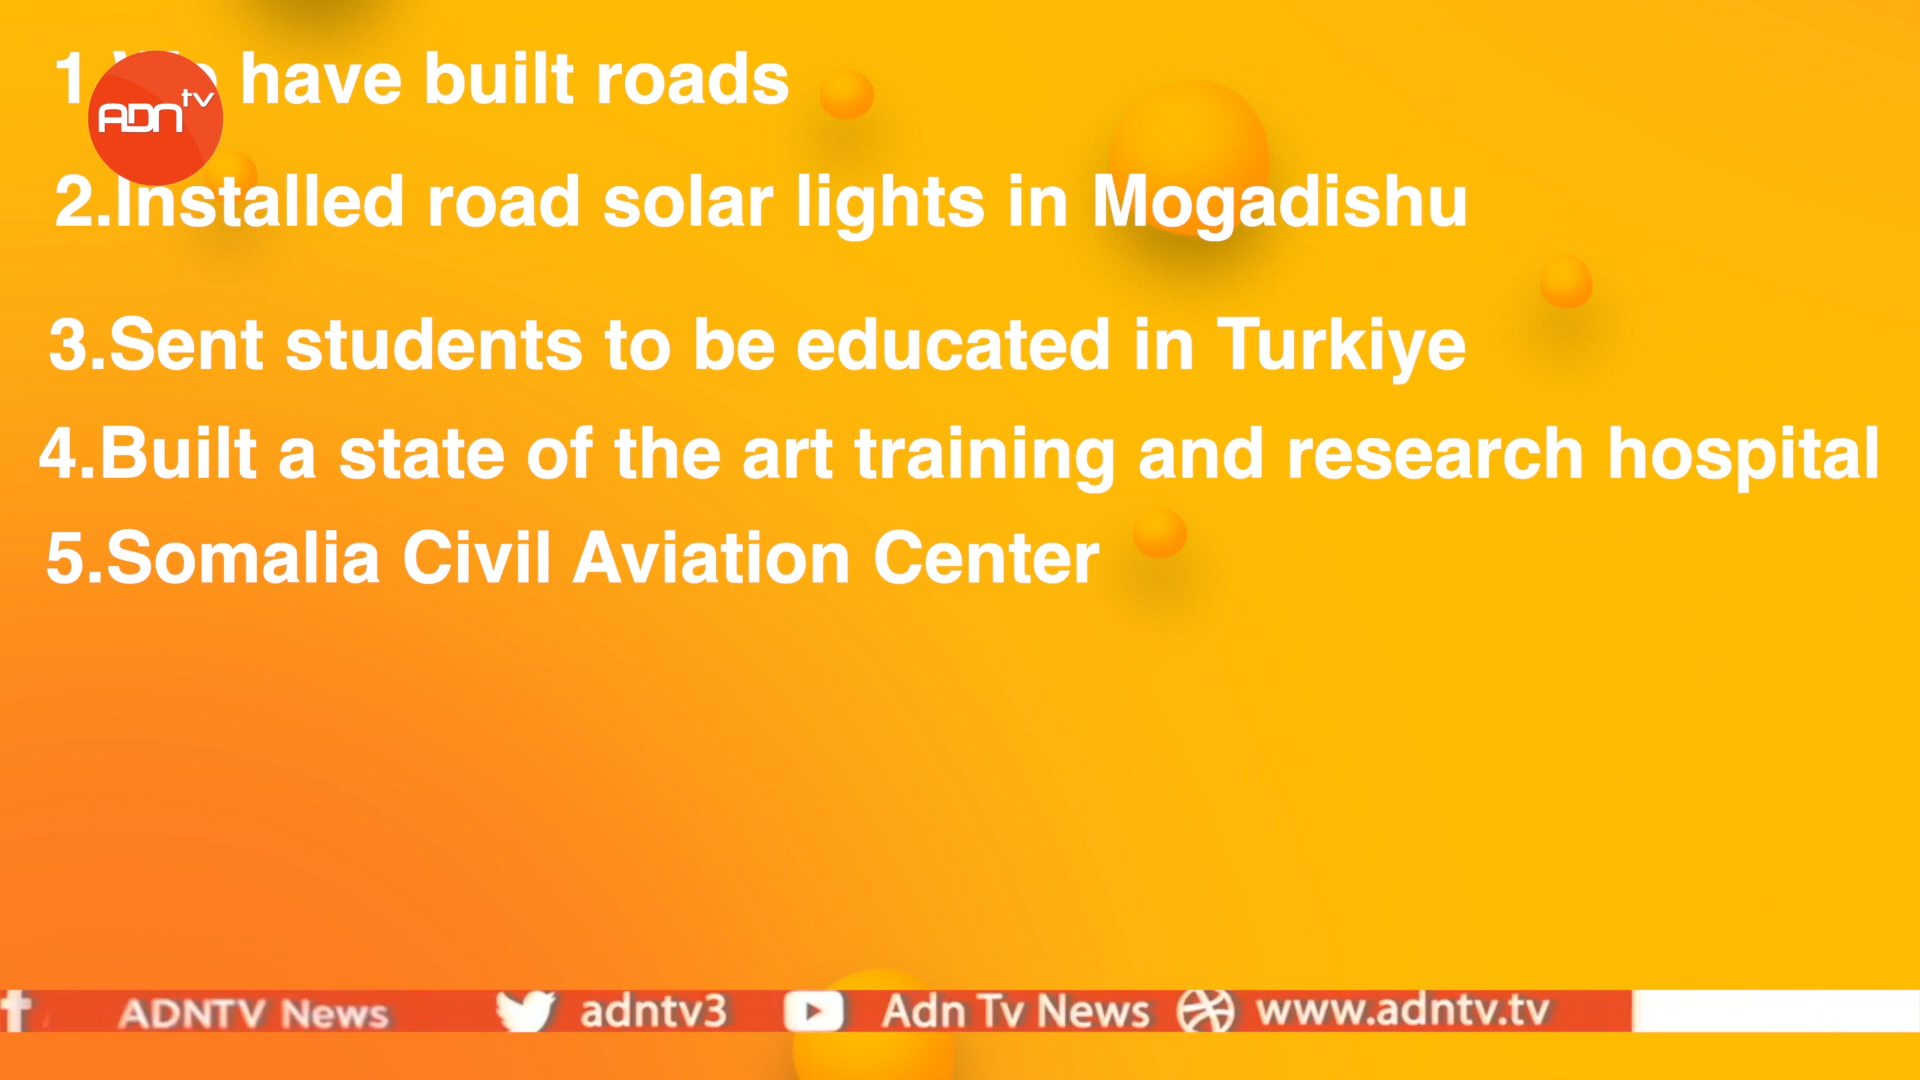 1.We have built roads
ADN tv
2.Installed road solar lights in Mogadishu
3.Sent students to be educated in Turkiye
4.Built a state of the art training and research hospital
5.Somalia Civil Aviation Center
ADNTV News adntv3 Adn Tv News www.adntv.tv